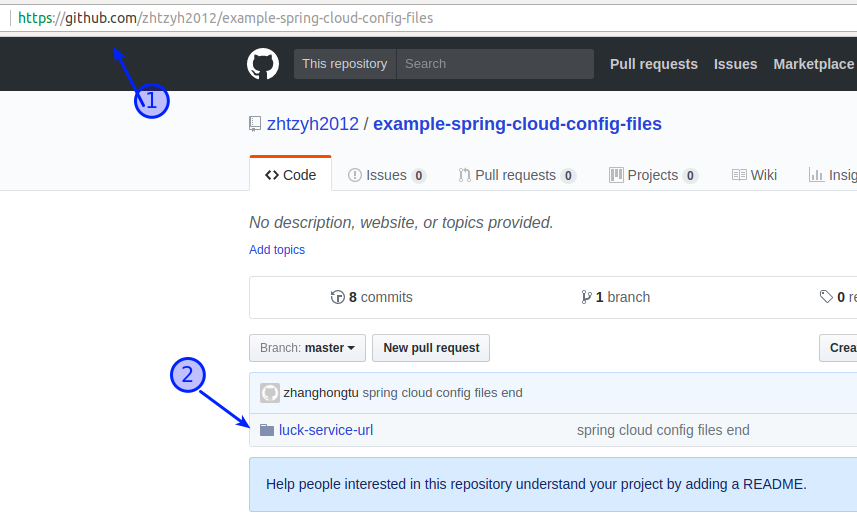 https://github.com/zhtzyh2012/example-spring-cloud-config-files
This repository Search Pull requests Issues Marketplace
1
zhtzyh2012 / example-spring-cloud-config-files
Code Issues 0 Pull requests 0 Projects 0 Wiki Insig
No description, website, or topics provided.
Add topics
8 commits 1 branch 0 re
Branch: master New pull request Crea
2
zhanghongtu spring cloud config files end
luck-service-url spring cloud config files end
Help people interested in this repository understand your project by adding a README.